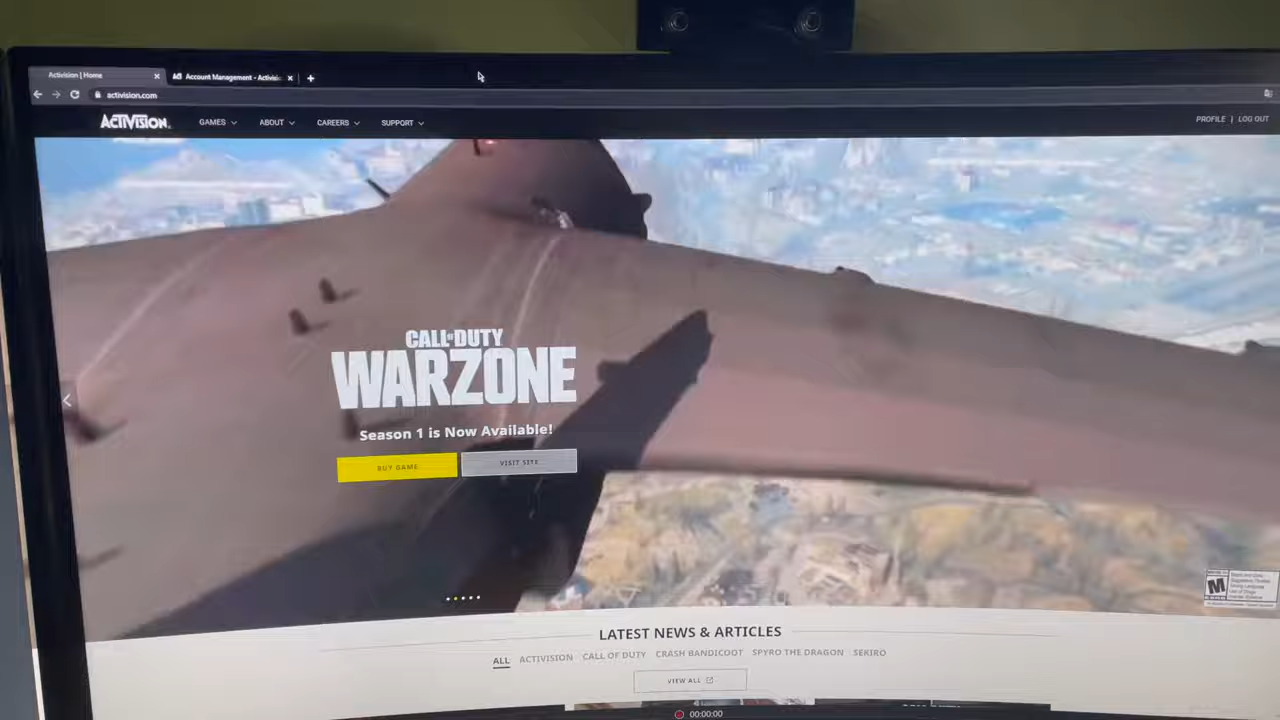 Activision | Home
Account Management - Activisi
activision.com
ACTIVISION
GAMES ABOUT CAREERS SUPPORT
PROFILE | LOG OUT
CALL OF DUTY
WARZONE
Season 1 is Now Available!
BUY GAME VISIT SITE
M
LATEST NEWS & ARTICLES
ALL ACTIVISION CALL OF DUTY CRASH BANDICOOT SPYRO THE DRAGON SEKIRO
VIEW ALL
00:00:00